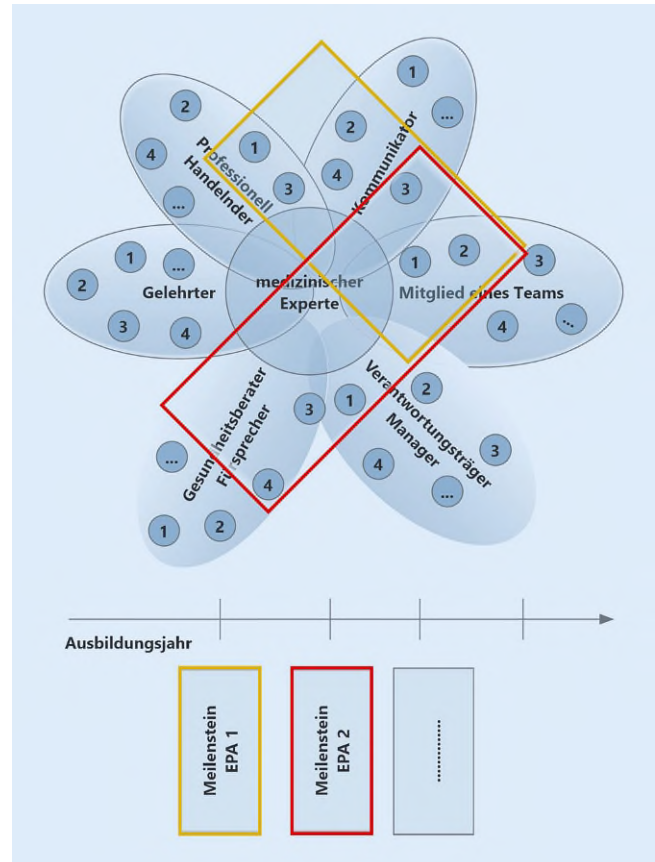 1
2
...
2
1
4
Professionell
Handelnder
3
4
Kommunikator
3
...
1
...
2
Gelehrter
3
4
medizinischer
Experte
1
2
3
Mitglied eines Teams
4
...
3
1
2
Gesundheitsberater
Fürsprecher
Verantwortungsträger
Manager
...
4
4
3
...
1
2
Ausbildungsjahr
Meilenstein
EPA 1
Meilenstein
EPA 2
..............